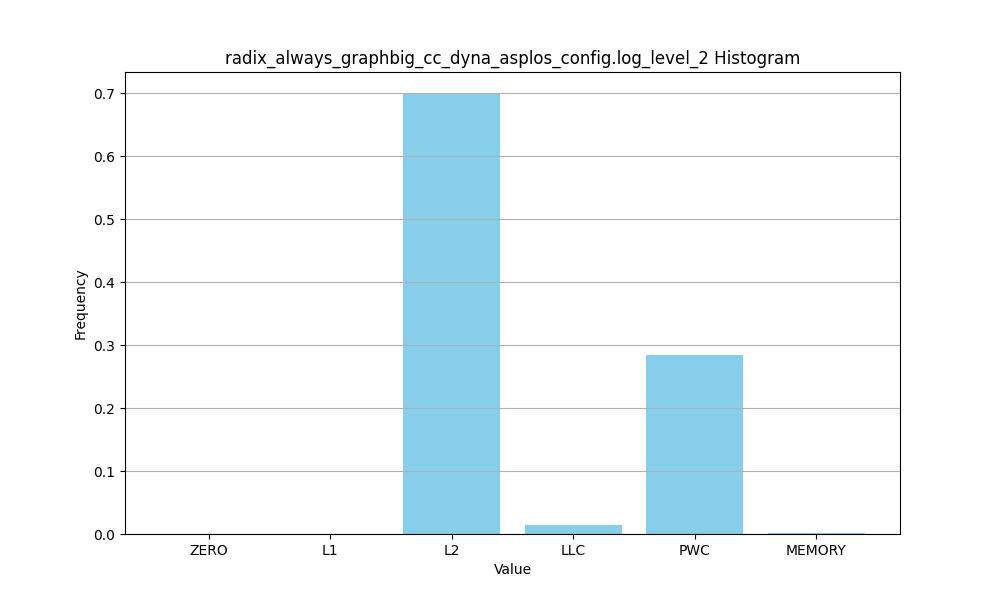 radix_always_graphbig_cc_dyna_asplos_config.log_level_2 Histogram
Frequency
0.7
0.6
0.5
0.4
0.3
0.2
0.1
0.0
ZERO L1 L2 LLC PWC MEMORY
Value